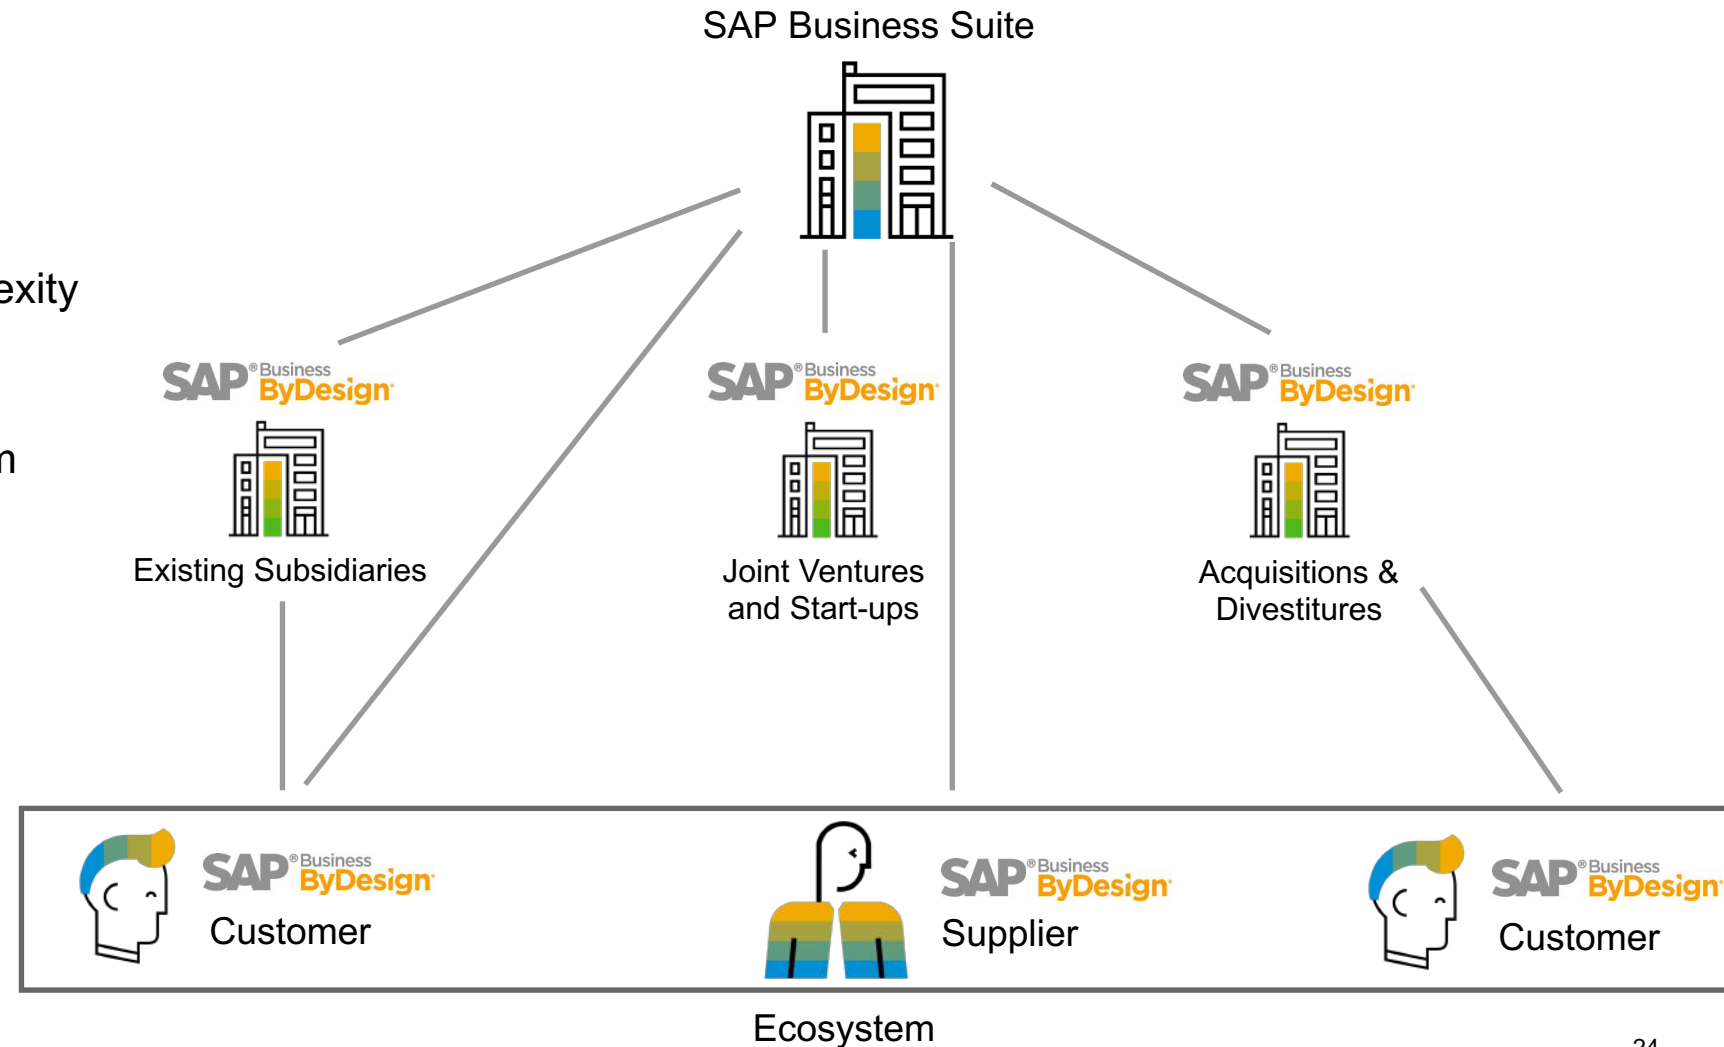 SAP Business Suite
exity
SAP® Business ByDesign
SAP® Business ByDesign
SAP® Business ByDesign
Existing Subsidiaries
Joint Ventures
and Start-ups
Acquisitions &
Divestitures
SAP® Business ByDesign
Customer
SAP® Business ByDesign
Supplier
SAP® Business ByDesign
Customer
Ecosystem
24